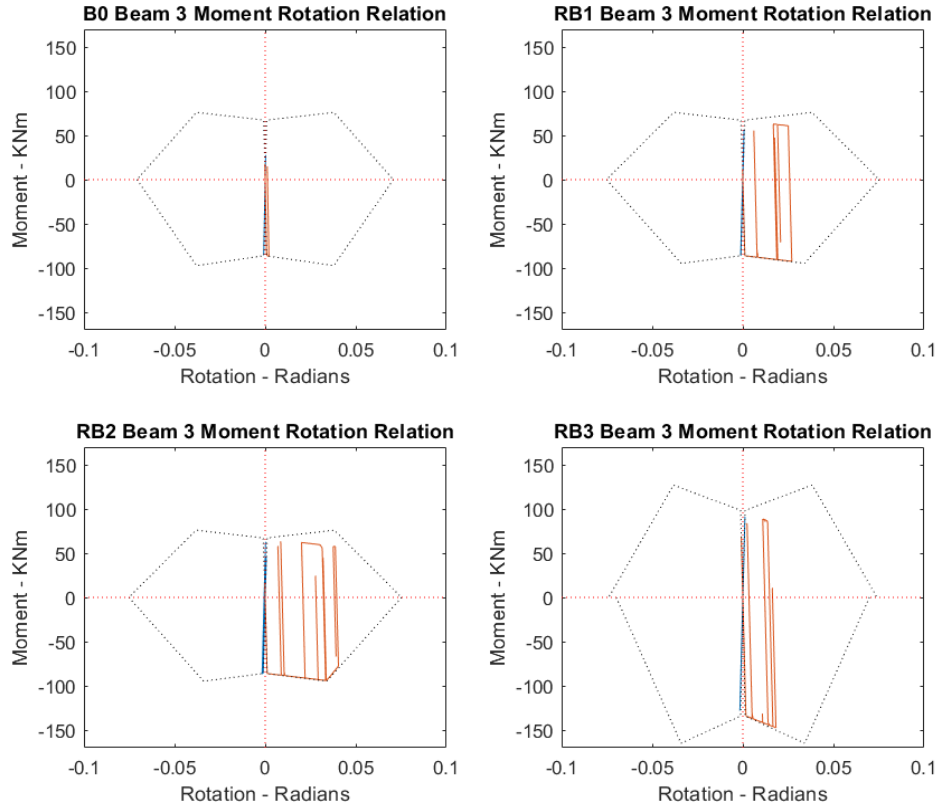 B0 Beam 3 Moment Rotation Relation
150
100
50
0
-50
-100
-150
Moment - KNm
-0.1 -0.05 0 0.05 0.1
Rotation - Radians
RB1 Beam 3 Moment Rotation Relation
150
100
50
0
-50
-100
-150
Moment - KNm
-0.1 -0.05 0 0.05 0.1
Rotation - Radians
RB2 Beam 3 Moment Rotation Relation
150
100
50
0
-50
-100
-150
Moment - KNm
-0.1 -0.05 0 0.05 0.1
Rotation - Radians
RB3 Beam 3 Moment Rotation Relation
150
100
50
0
-50
-100
-150
Moment - KNm
-0.1 -0.05 0 0.05 0.1
Rotation - Radians